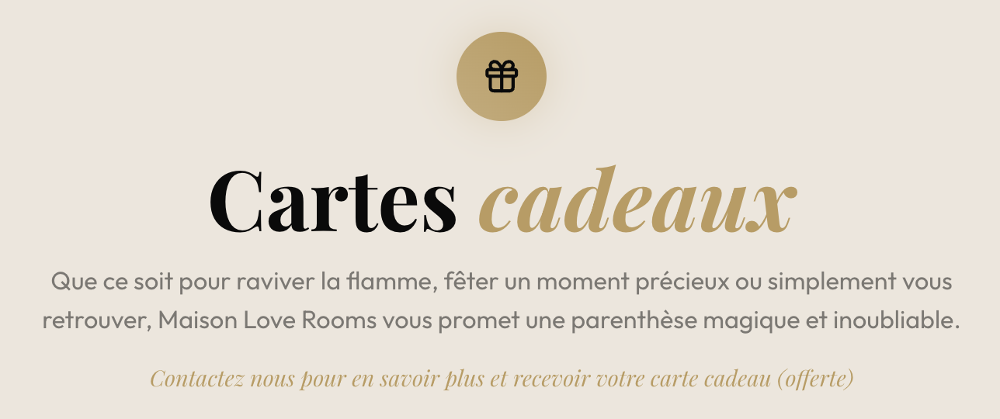 Cartes cadeaux
Que ce soit pour raviver la flamme, fêter un moment précieux ou simplement vous
retrouver, Maison Love Rooms vous promet une parenthèse magique et inoubliable.
Contactez nous pour en savoir plus et recevoir votre carte cadeau (offerte)